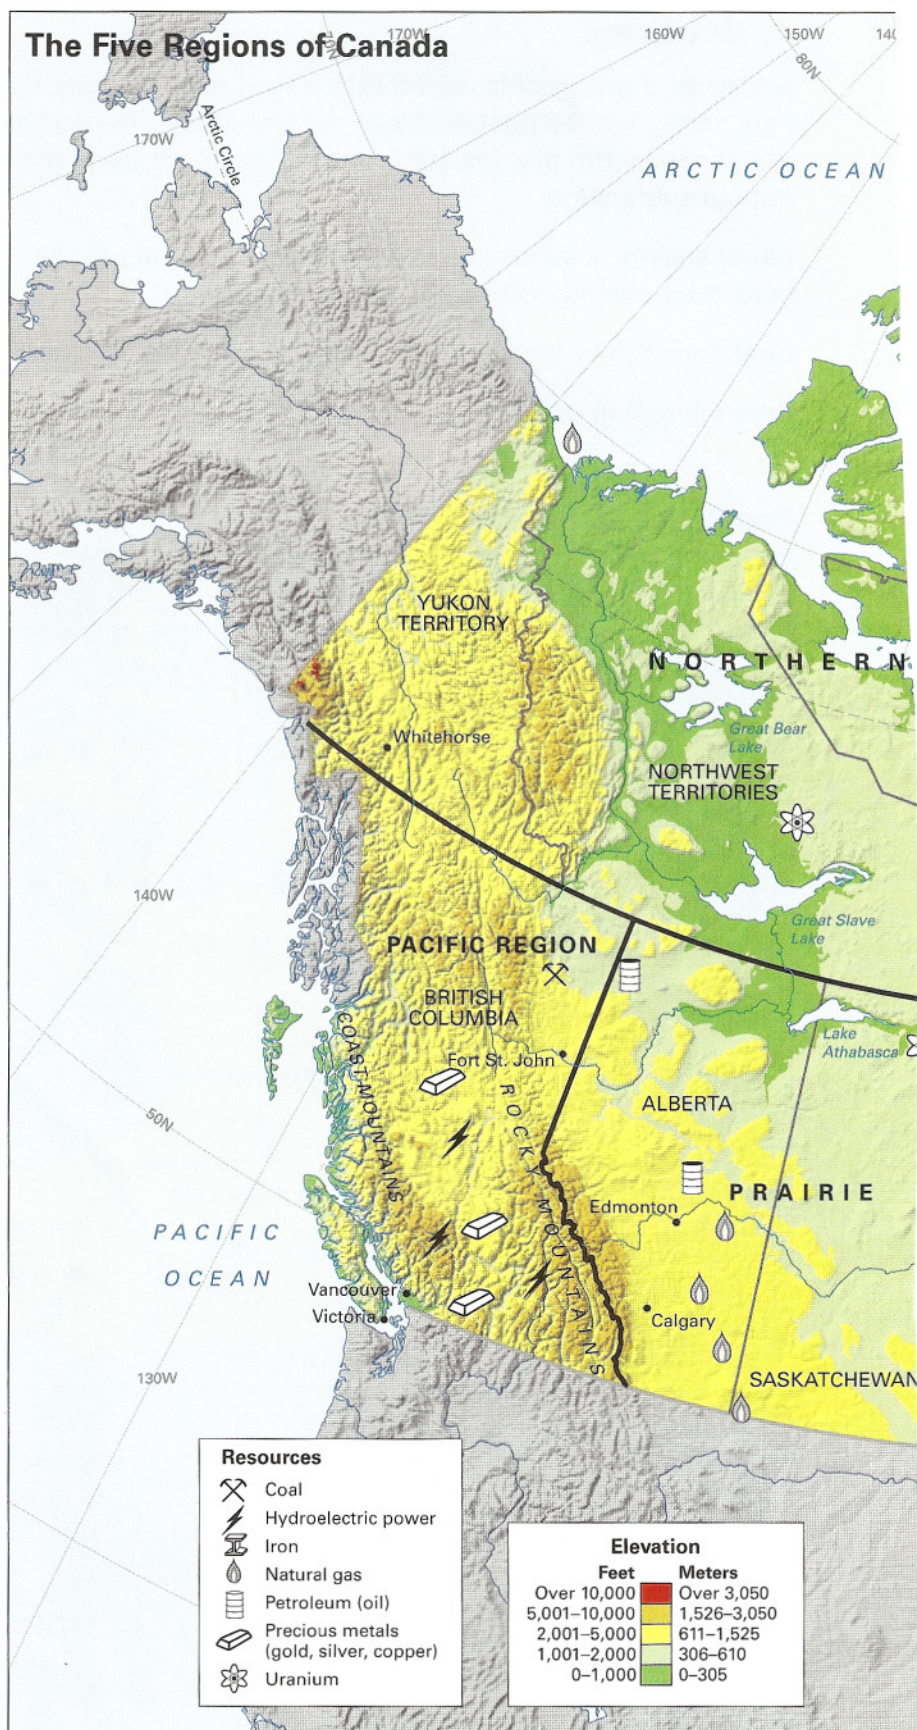 The Five Regions of Canada
70N
170W
160W
150W
80N
170W
Arctic Circle
ARCTIC OCEAN
YUKON
TERRITORY
NORTHERN
Whitehorse
Great Bear
Lake
NORTHWEST
TERRITORIES
140W
Great Slave
Lake
PACIFIC REGION
BRITISH
COLUMBIA
COAST MOUNTAINS
Fort St. John
Lake
Athabasca
ROCKY MOUNTAINS
ALBERTA
50N
PRAIRIE
Edmonton
PACIFIC
OCEAN
Vancouver
Victoria
Calgary
130W
SASKATCHEWAN
Resources
Coal
Hydroelectric power
Iron
Natural gas
Petroleum (oil)
Precious metals
(gold, silver, copper)
Uranium
Elevation
Feet Meters
Over 10,000 Over 3,050
5,001–10,000 1,526–3,050
2,001–5,000 611–1,525
1,001–2,000 306–610
0–1,000 0–305